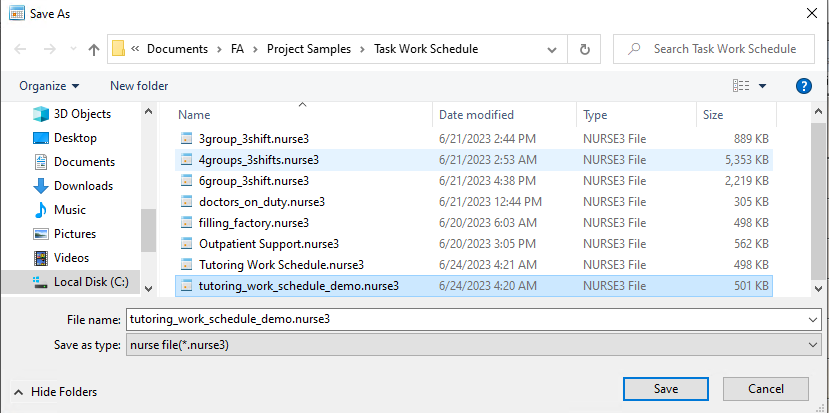 Save As
« Documents > FA > Project Samples > Task Work Schedule
Search Task Work Schedule
Organize
New folder
?
3D Objects
Desktop
Documents
Downloads
Music
Pictures
Videos
Local Disk (C:)
Name Date modified Type Size
3group_3shift.nurse3 6/21/2023 2:44 PM NURSE3 File 889 KB
4groups_3shifts.nurse3 6/21/2023 2:53 AM NURSE3 File 5,353 KB
6group_3shift.nurse3 6/21/2023 4:38 PM NURSE3 File 2,219 KB
doctors_on_duty.nurse3 6/21/2023 12:44 PM NURSE3 File 305 KB
filling_factory.nurse3 6/20/2023 6:03 AM NURSE3 File 498 KB
Outpatient Support.nurse3 6/20/2023 3:05 PM NURSE3 File 562 KB
Tutoring Work Schedule.nurse3 6/24/2023 4:21 AM NURSE3 File 498 KB
tutoring_work_schedule_demo.nurse3 6/24/2023 4:20 AM NURSE3 File 501 KB
File name: tutoring_work_schedule_demo.nurse3
Save as type: nurse file(*.nurse3)
Hide Folders
Save
Cancel